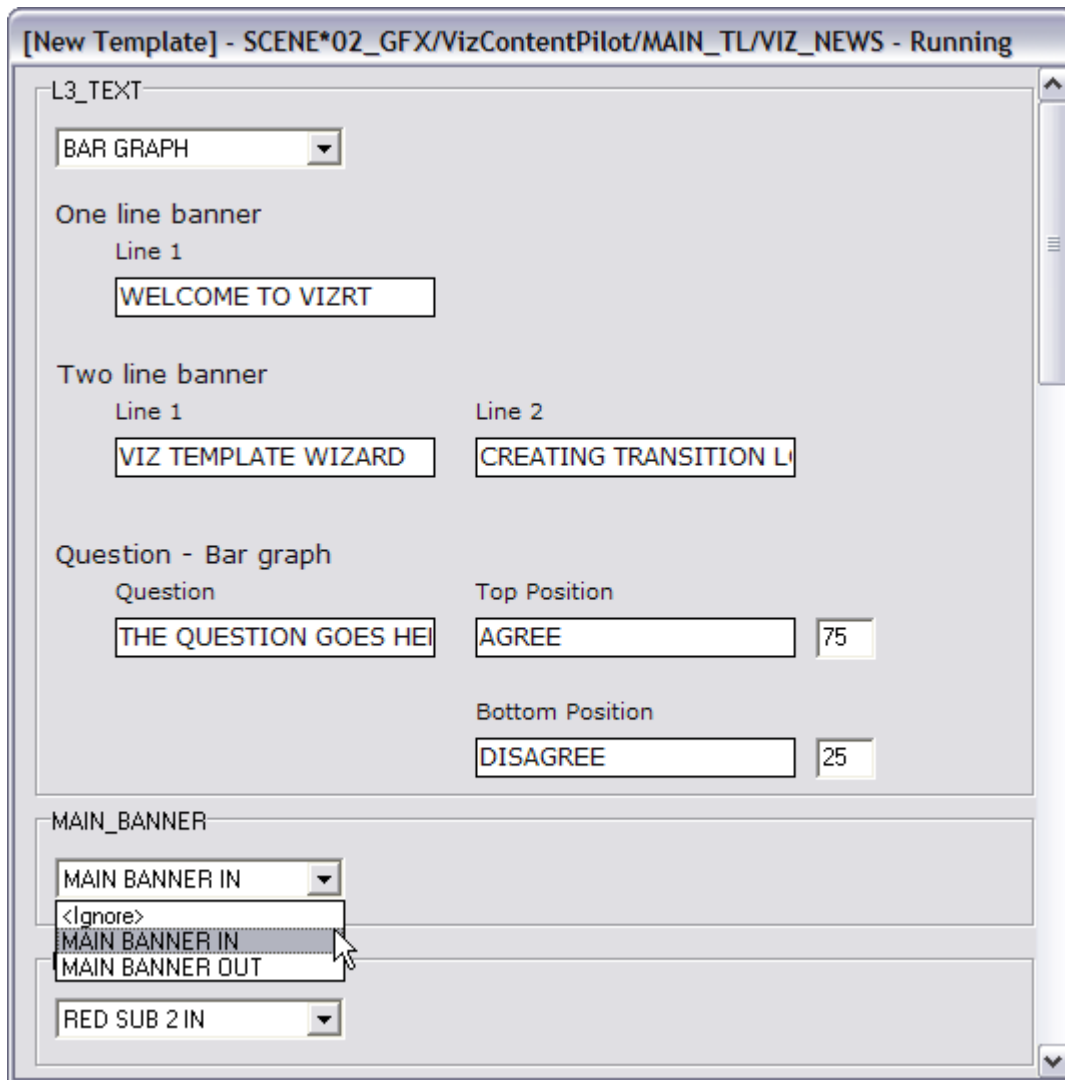 [New Template] - SCENE*02_GFX/VizContentPilot/MAIN_TL/VIZ_NEWS - Running
L3_TEXT
BAR GRAPH
One line banner
Line 1
WELCOME TO VIZRT
Two line banner
Line 1 Line 2
VIZ TEMPLATE WIZARD CREATING TRANSITION
Question - Bar graph
Question Top Position
THE QUESTION GOES AGREE 75
Bottom Position
DISAGREE 25
MAIN_BANNER
MAIN BANNER IN
<Ignore>
MAIN BANNER IN
MAIN BANNER OUT
RED SUB 2 IN